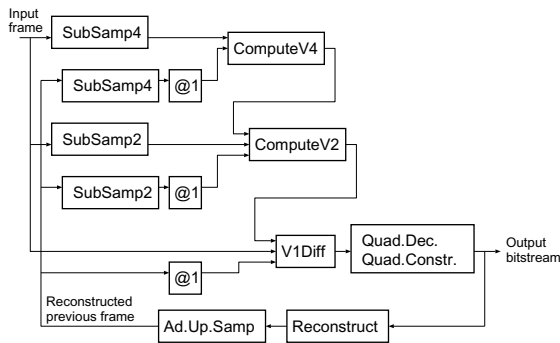 Input
frame
SubSamp4
ComputeV4
SubSamp4
@1
SubSamp2
ComputeV2
SubSamp2
@1
V1Diff
Quad.Dec.
Quad.Constr.
Output
bitstream
@1
Reconstructed
previous frame
Ad.Up.Samp
Reconstruct